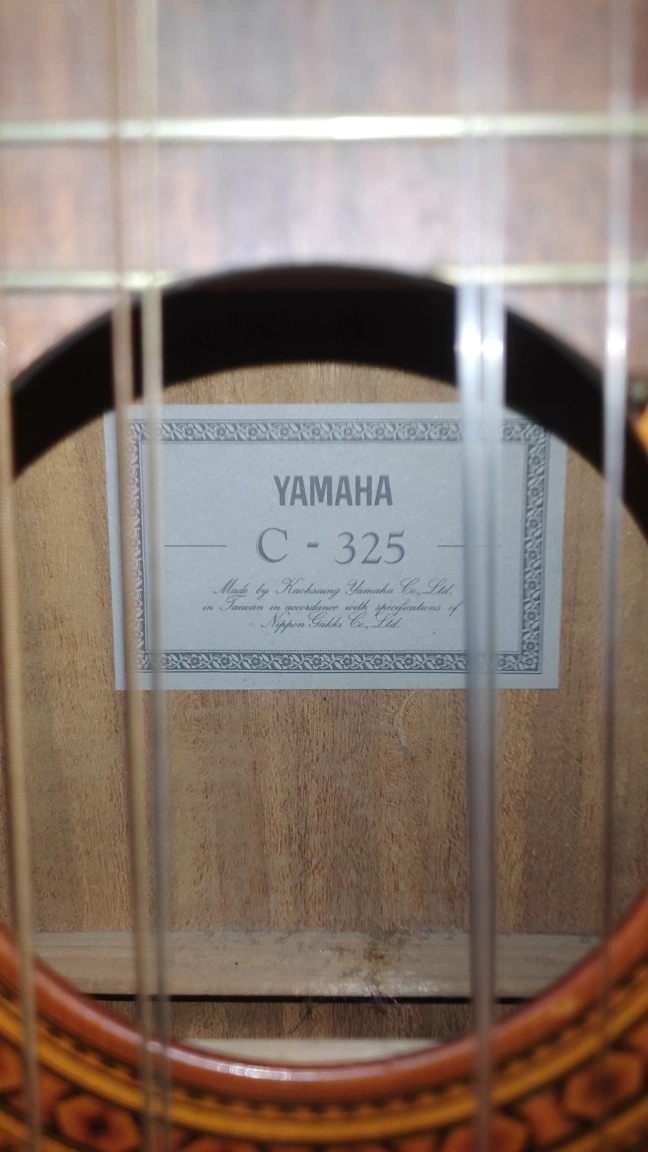 YAMAHA
C - 325
Made by Kaohsiung Yamaha Co., Ltd.
in Taiwan in accordance with specifications of
Nippon Gakki Co., Ltd.